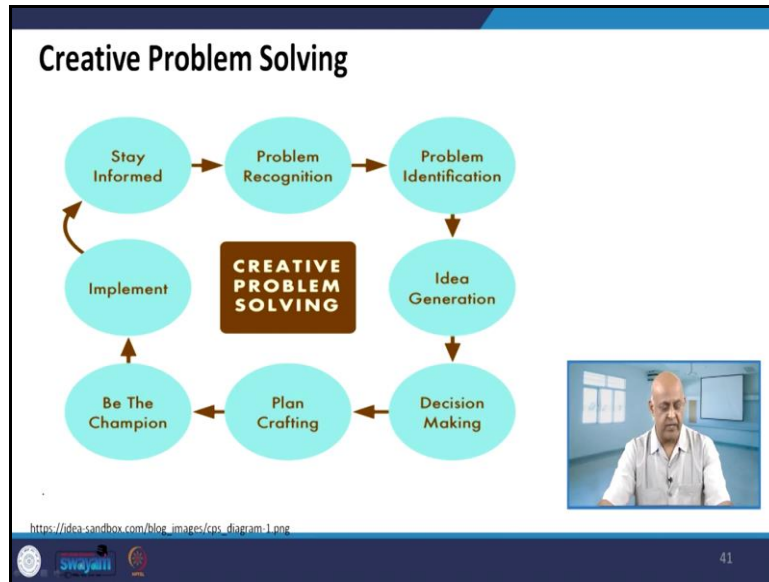 Creative Problem Solving
Stay
Informed
Problem
Recognition
Problem
Identification
Implement
CREATIVE
PROBLEM
SOLVING
Idea
Generation
Be The
Champion
Plan
Crafting
Decision
Making
.
https://idea-sandbox.com/blog_images/cps_diagram-1.png
swayam
41